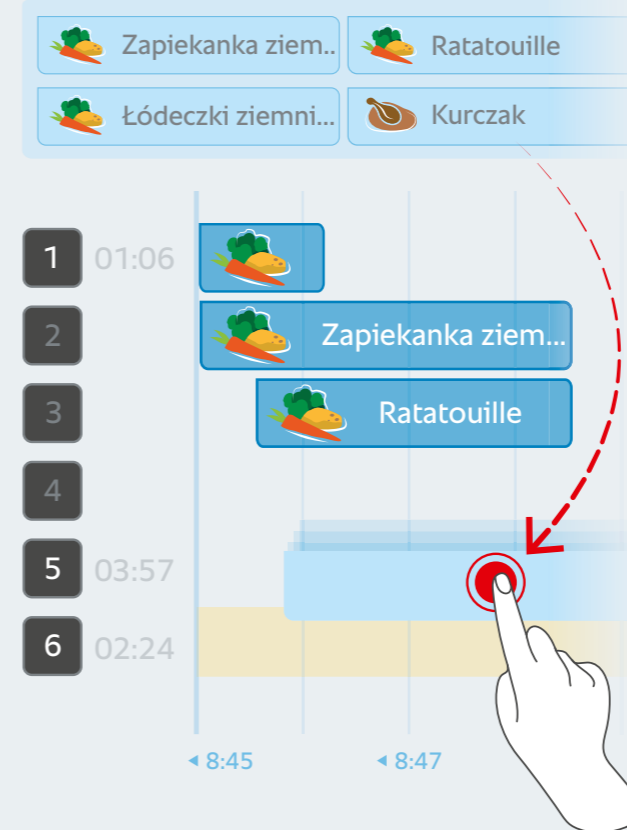 Zapiekanka ziem.. Ratatouille
Łódeczki ziemni... Kurczak
1 01:06
2 Zapiekanka ziem...
3 Ratatouille
4
5 03:57
6 02:24
◂ 8:45 ◂ 8:47